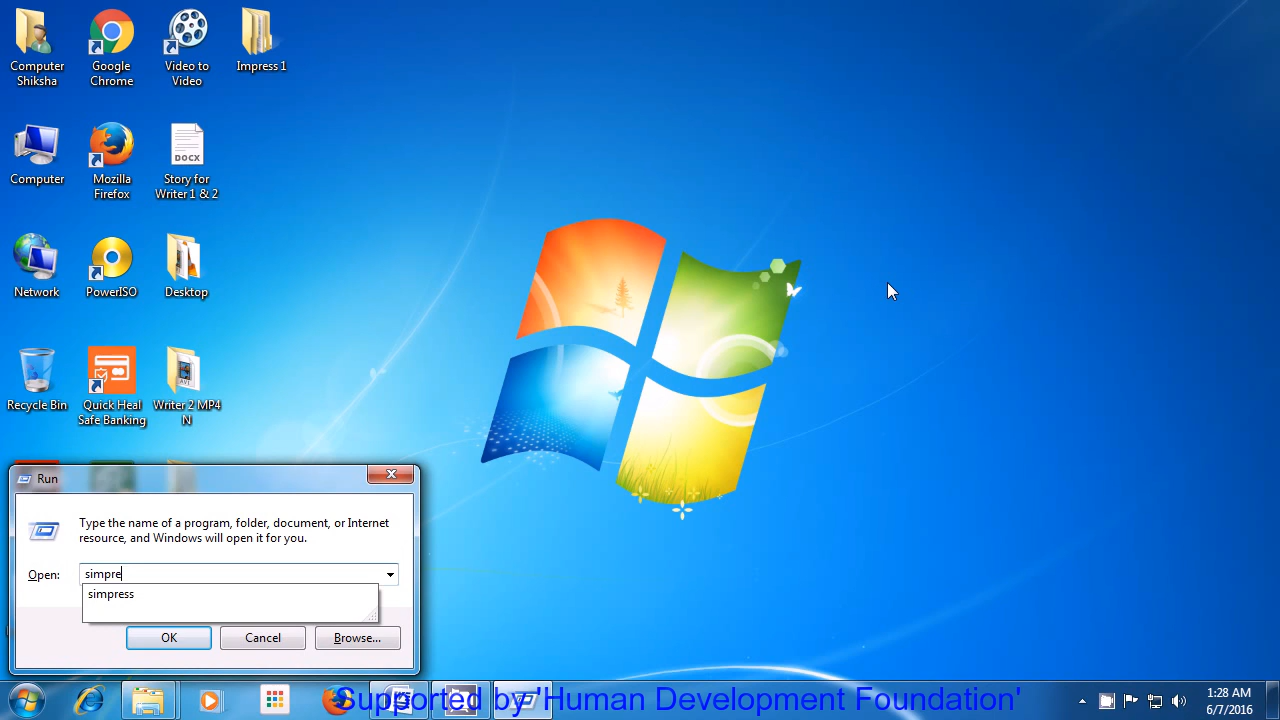 Computer
Shiksha
Google
Chrome
Video to
Video
Impress 1
Computer
Mozilla
Firefox
DOCX
Story for
Writer 1 & 2
Network
PowerISO
Desktop
Recycle Bin
Quick Heal
Safe Banking
AVI
Writer 2 MP4
N
Run
Type the name of a program, folder, document, or Internet
resource, and Windows will open it for you.
Open:
simpre
simpress
OK
Cancel
Browse...
Supported by 'Human Development Foundation'
1:28 AM
6/7/2016